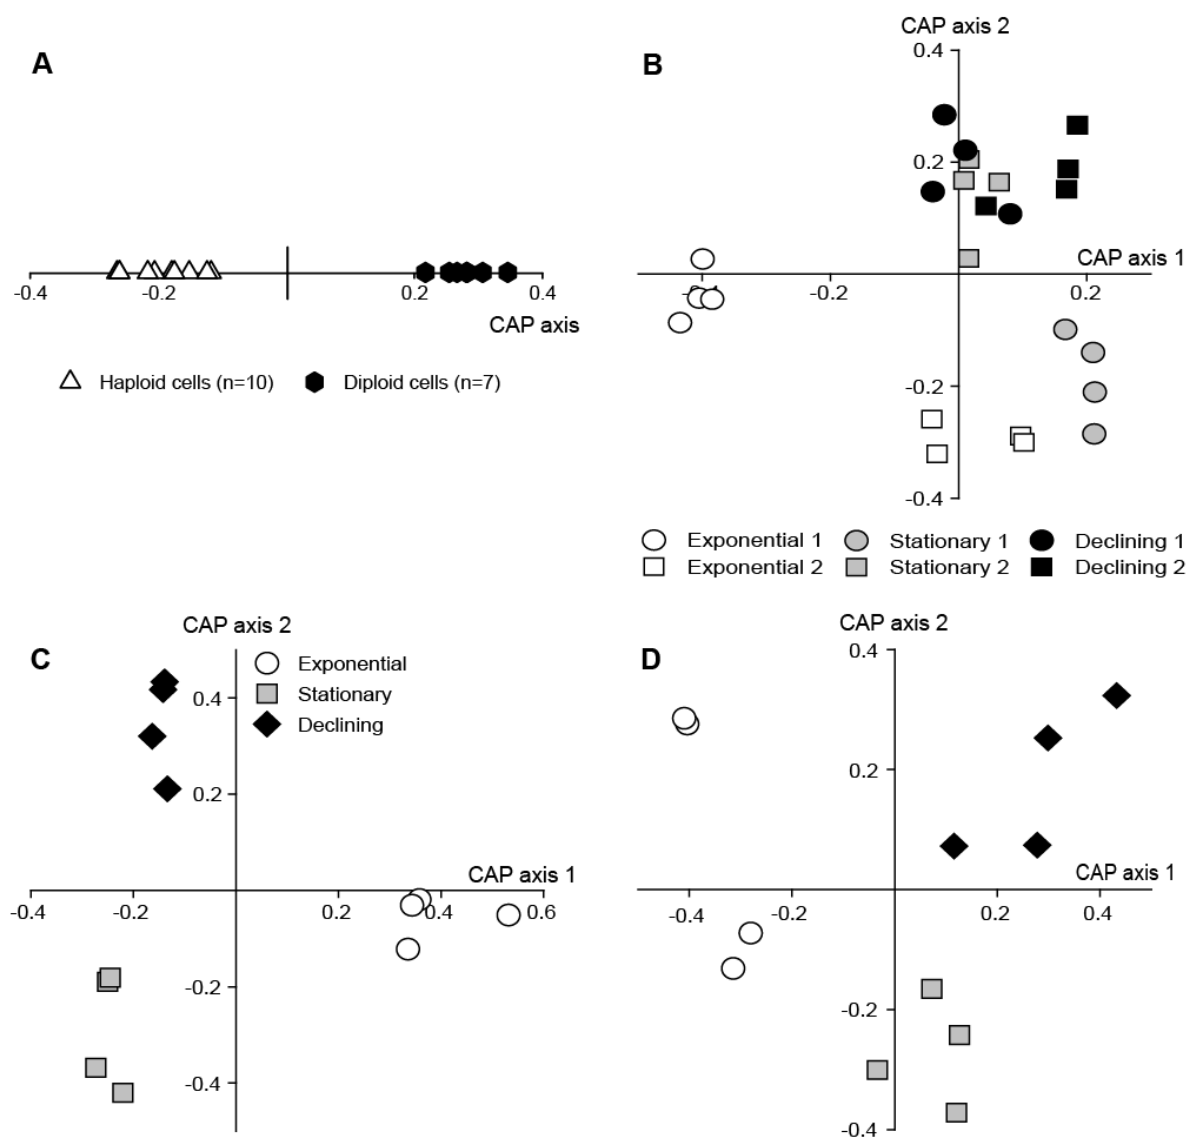 A
-0.4 -0.2 0.2 0.4
CAP axis
Haploid cells (n=10) Diploid cells (n=7)
B
CAP axis 2
0.4
0.2
CAP axis 1
-0.2 0.2
-0.2
-0.4
Exponential 1 Stationary 1 Declining 1
Exponential 2 Stationary 2 Declining 2
C
CAP axis 2
Exponential
Stationary
Declining
0.4
0.2
CAP axis 1
-0.4 -0.2 0.2 0.4 0.6
-0.2
-0.4
D
CAP axis 2
0.4
0.2
CAP axis 1
-0.4 -0.2 0.2 0.4
-0.2
-0.4